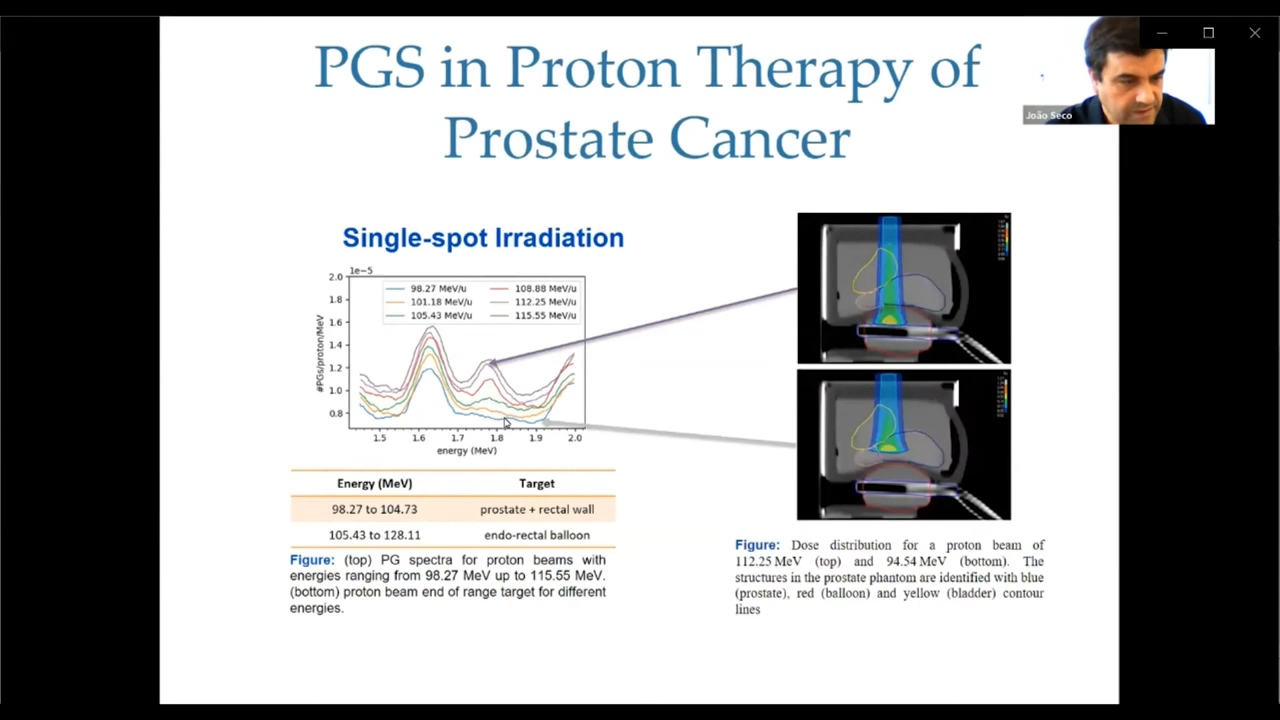 PGS in Proton Therapy of
Prostate Cancer
João Seco
Single-spot Irradiation
1e−5
98.27 MeV/u
101.18 MeV/u
105.43 MeV/u
108.88 MeV/u
112.25 MeV/u
115.55 MeV/u
#PGs/proton/MeV
2.0
1.8
1.6
1.4
1.2
1.0
0.8
1.5 1.6 1.7 1.8 1.9 2.0
energy (MeV)
Energy (MeV) Target
98.27 to 104.73 prostate + rectal wall
105.43 to 128.11 endo-rectal balloon
Figure: (top) PG spectra for proton beams with
energies ranging from 98.27 MeV up to 115.55 MeV.
(bottom) proton beam end of range target for different
energies.
Figure: Dose distribution for a proton beam of
112.25 MeV (top) and 94.54 MeV (bottom). The
structures in the prostate phantom are identified with blue
(prostate), red (balloon) and yellow (bladder) contour
lines